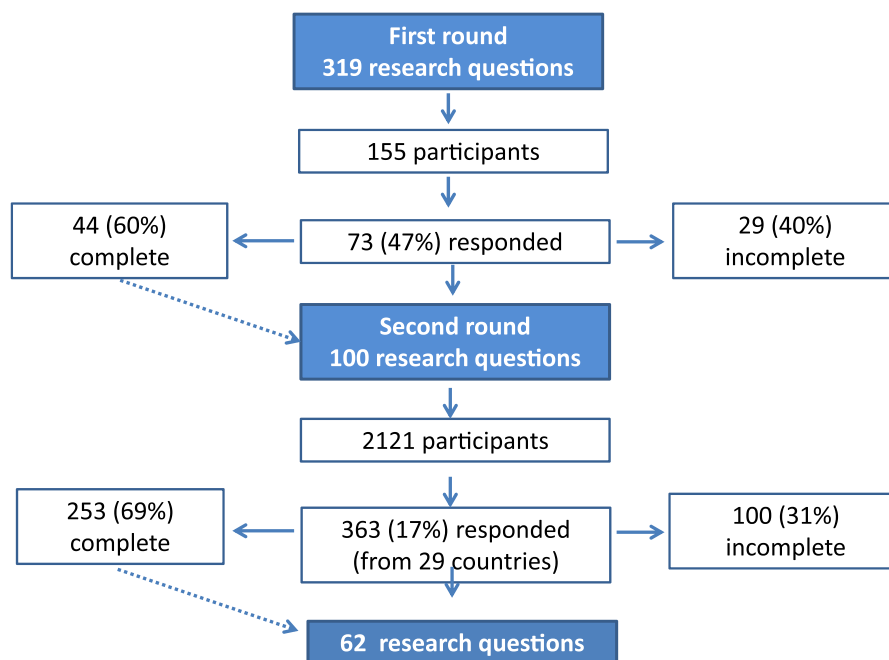 First round
319 research questions
155 participants
44 (60%)
complete
73 (47%) responded
29 (40%)
incomplete
Second round
100 research questions
2121 participants
253 (69%)
complete
363 (17%) responded
(from 29 countries)
100 (31%)
incomplete
62 research questions